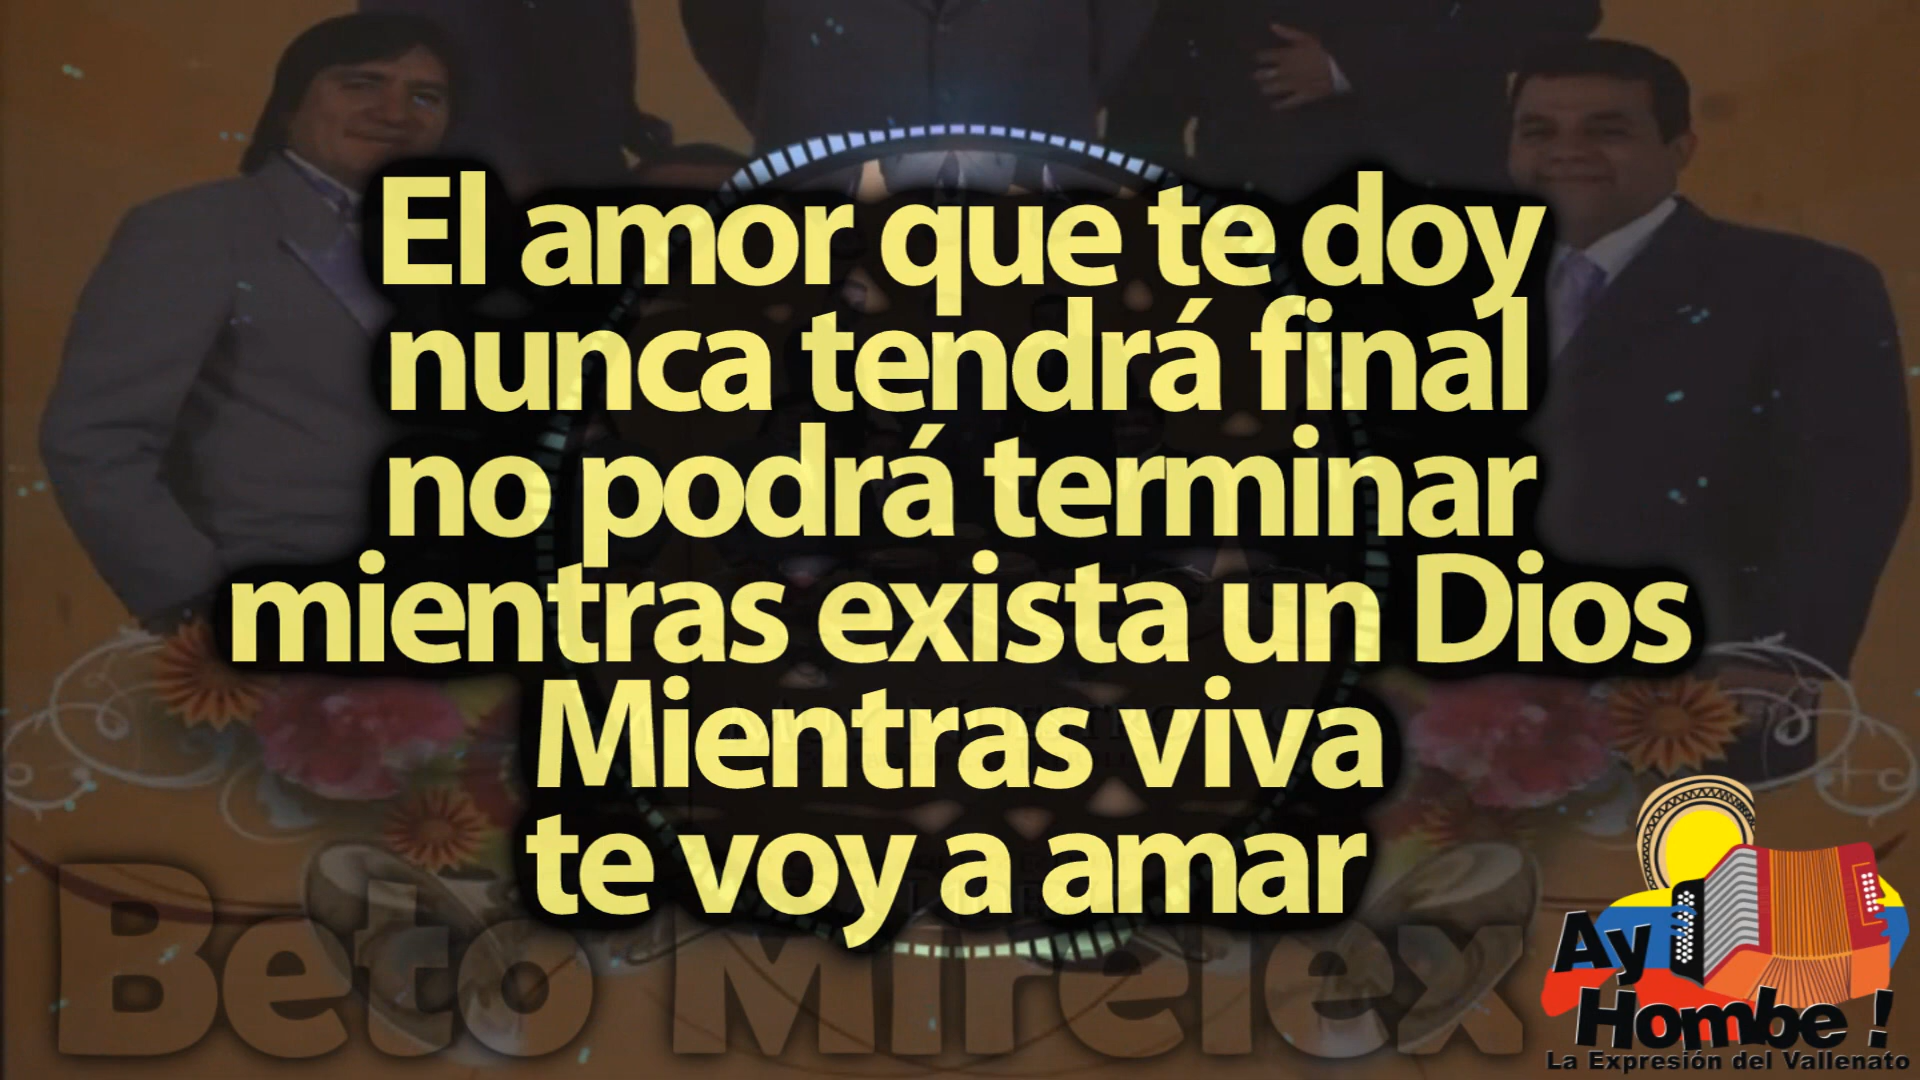 El amor que te doy
nunca tendrá final
no podrá terminar
mientras exista un Dios
Mientras viva
te voy a amar
Beto Mirelex
Ay
Hombe !
La Expresión del Vallenato